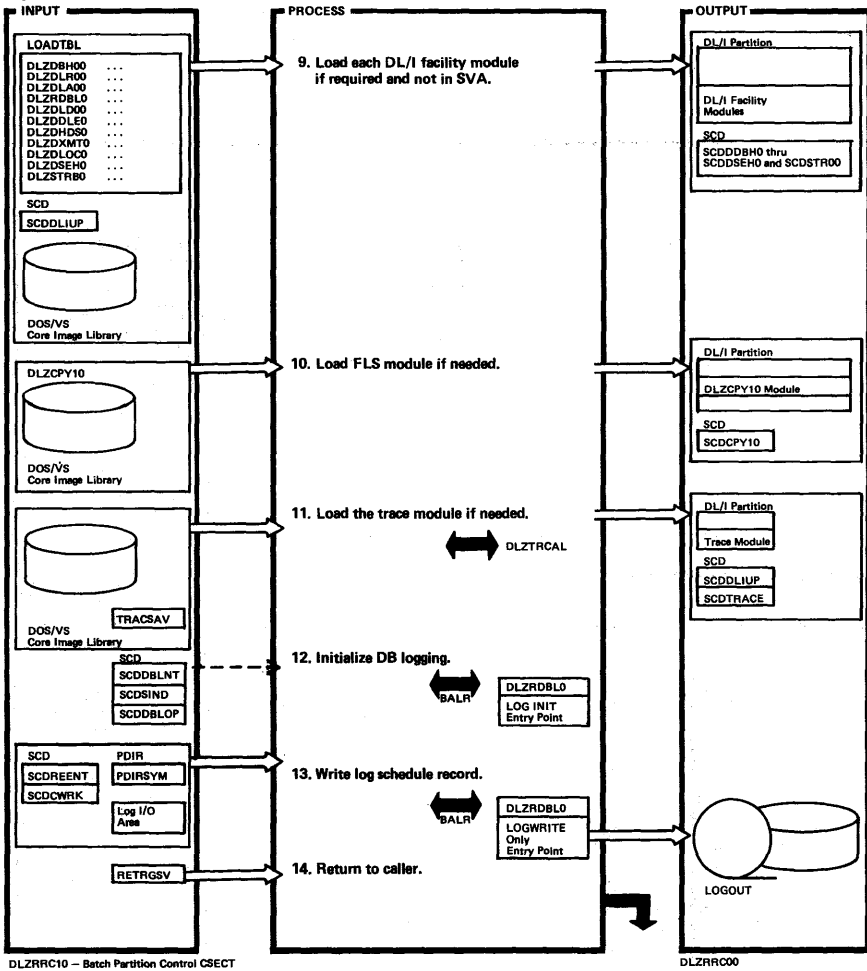 INPUT
PROCESS
OUTPUT
LOADTBL
DLZDBH00 ...
DLZDLR00 ...
DLZDLA00 ...
DLZRDBL0 ...
DLZDLD00 ...
DLZDDLE0 ...
DLZDHDS0 ...
DLZDXMT0 ...
DLZDLOC0 ...
DLZDSEH0 ...
DLZSTRB0 ...
SCD
SCDDLIUP
DOS/VS
Core Image Library
9. Load each DL/I facility module
if required and not in SVA.
DL/I Partition
DL/I Facility
Modules
SCD
SCDDDBH0 thru
SCDDSEH0 and SCDSTR00
DLZCPY10
DOS/VS
Core Image Library
10. Load FLS module if needed.
DL/I Partition
DLZCPY10 Module
SCD
SCDCPY10
TRACSAV
DOS/VS
Core Image Library
11. Load the trace module if needed.
DLZTRCAL
DL/I Partition
Trace Module
SCD
SCDDLIUP
SCDTRACE
SCD
SCDDBLNT
SCDSIND
SCDDBLOP
12. Initialize DB logging.
BALR
DLZRDBL0
LOG INIT
Entry Point
SCD
SCDREENT
SCDCWRK
PDIR
PDIRSYM
Log I/O
Area
13. Write log schedule record.
BALR
DLZRDBL0
LOGWRITE
Only
Entry Point
LOGOUT
RETRGSV
14. Return to caller.
DLZRRC10 — Batch Partition Control CSECT
DLZRRC00